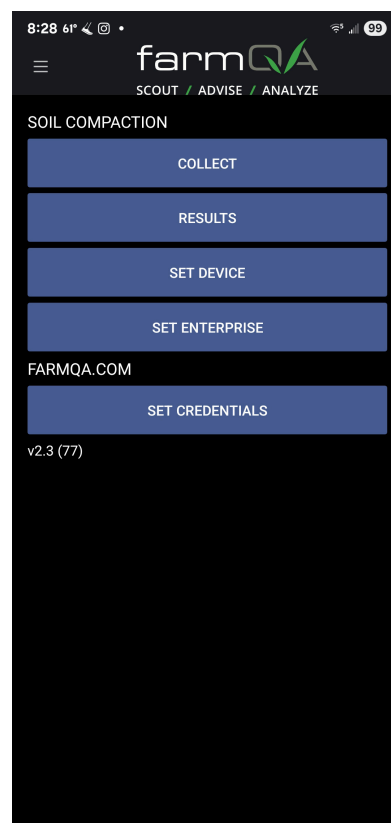 8:28 61° 99
farmQA
SCOUT / ADVISE / ANALYZE
SOIL COMPACTION
COLLECT
RESULTS
SET DEVICE
SET ENTERPRISE
FARMQA.COM
SET CREDENTIALS
v2.3 (77)